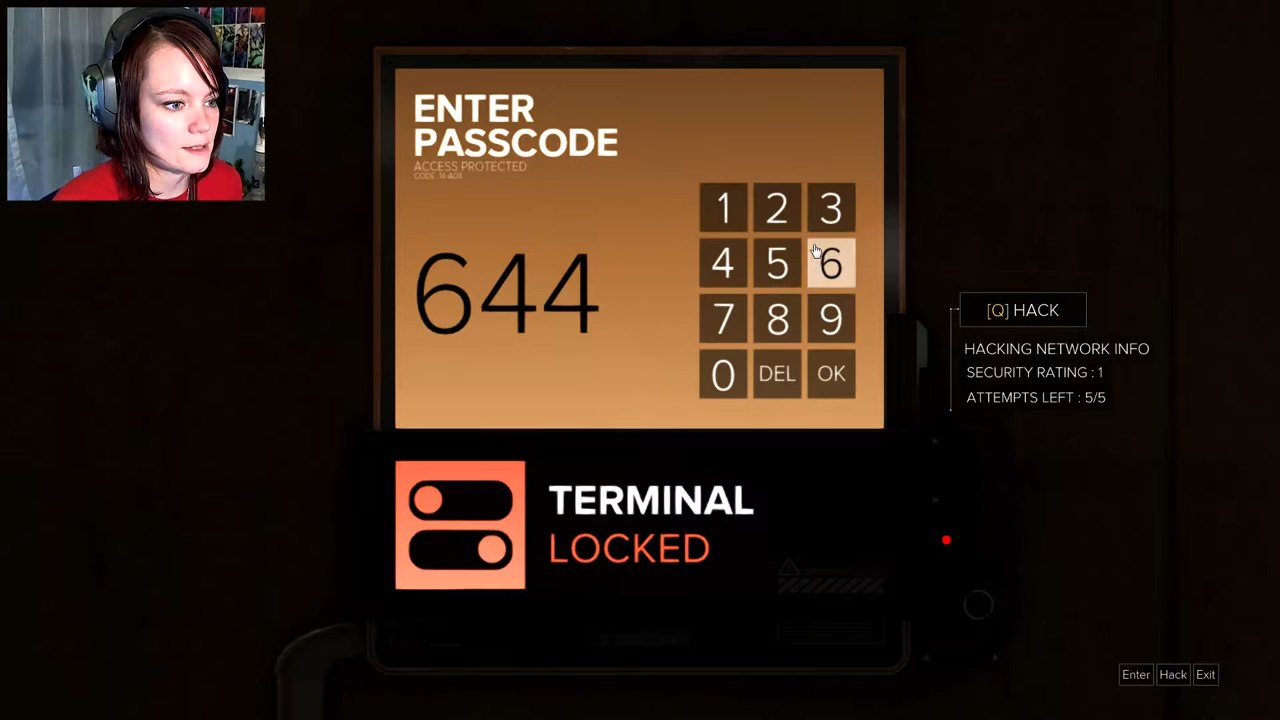 ENTER
PASSCODE
ACCESS PROTECTED
644
1 2 3
4 5 6
7 8 9
0 DEL OK
[Q] HACK
HACKING NETWORK INFO
SECURITY RATING : 1
ATTEMPTS LEFT : 5/5
TERMINAL
LOCKED
Enter Hack Exit